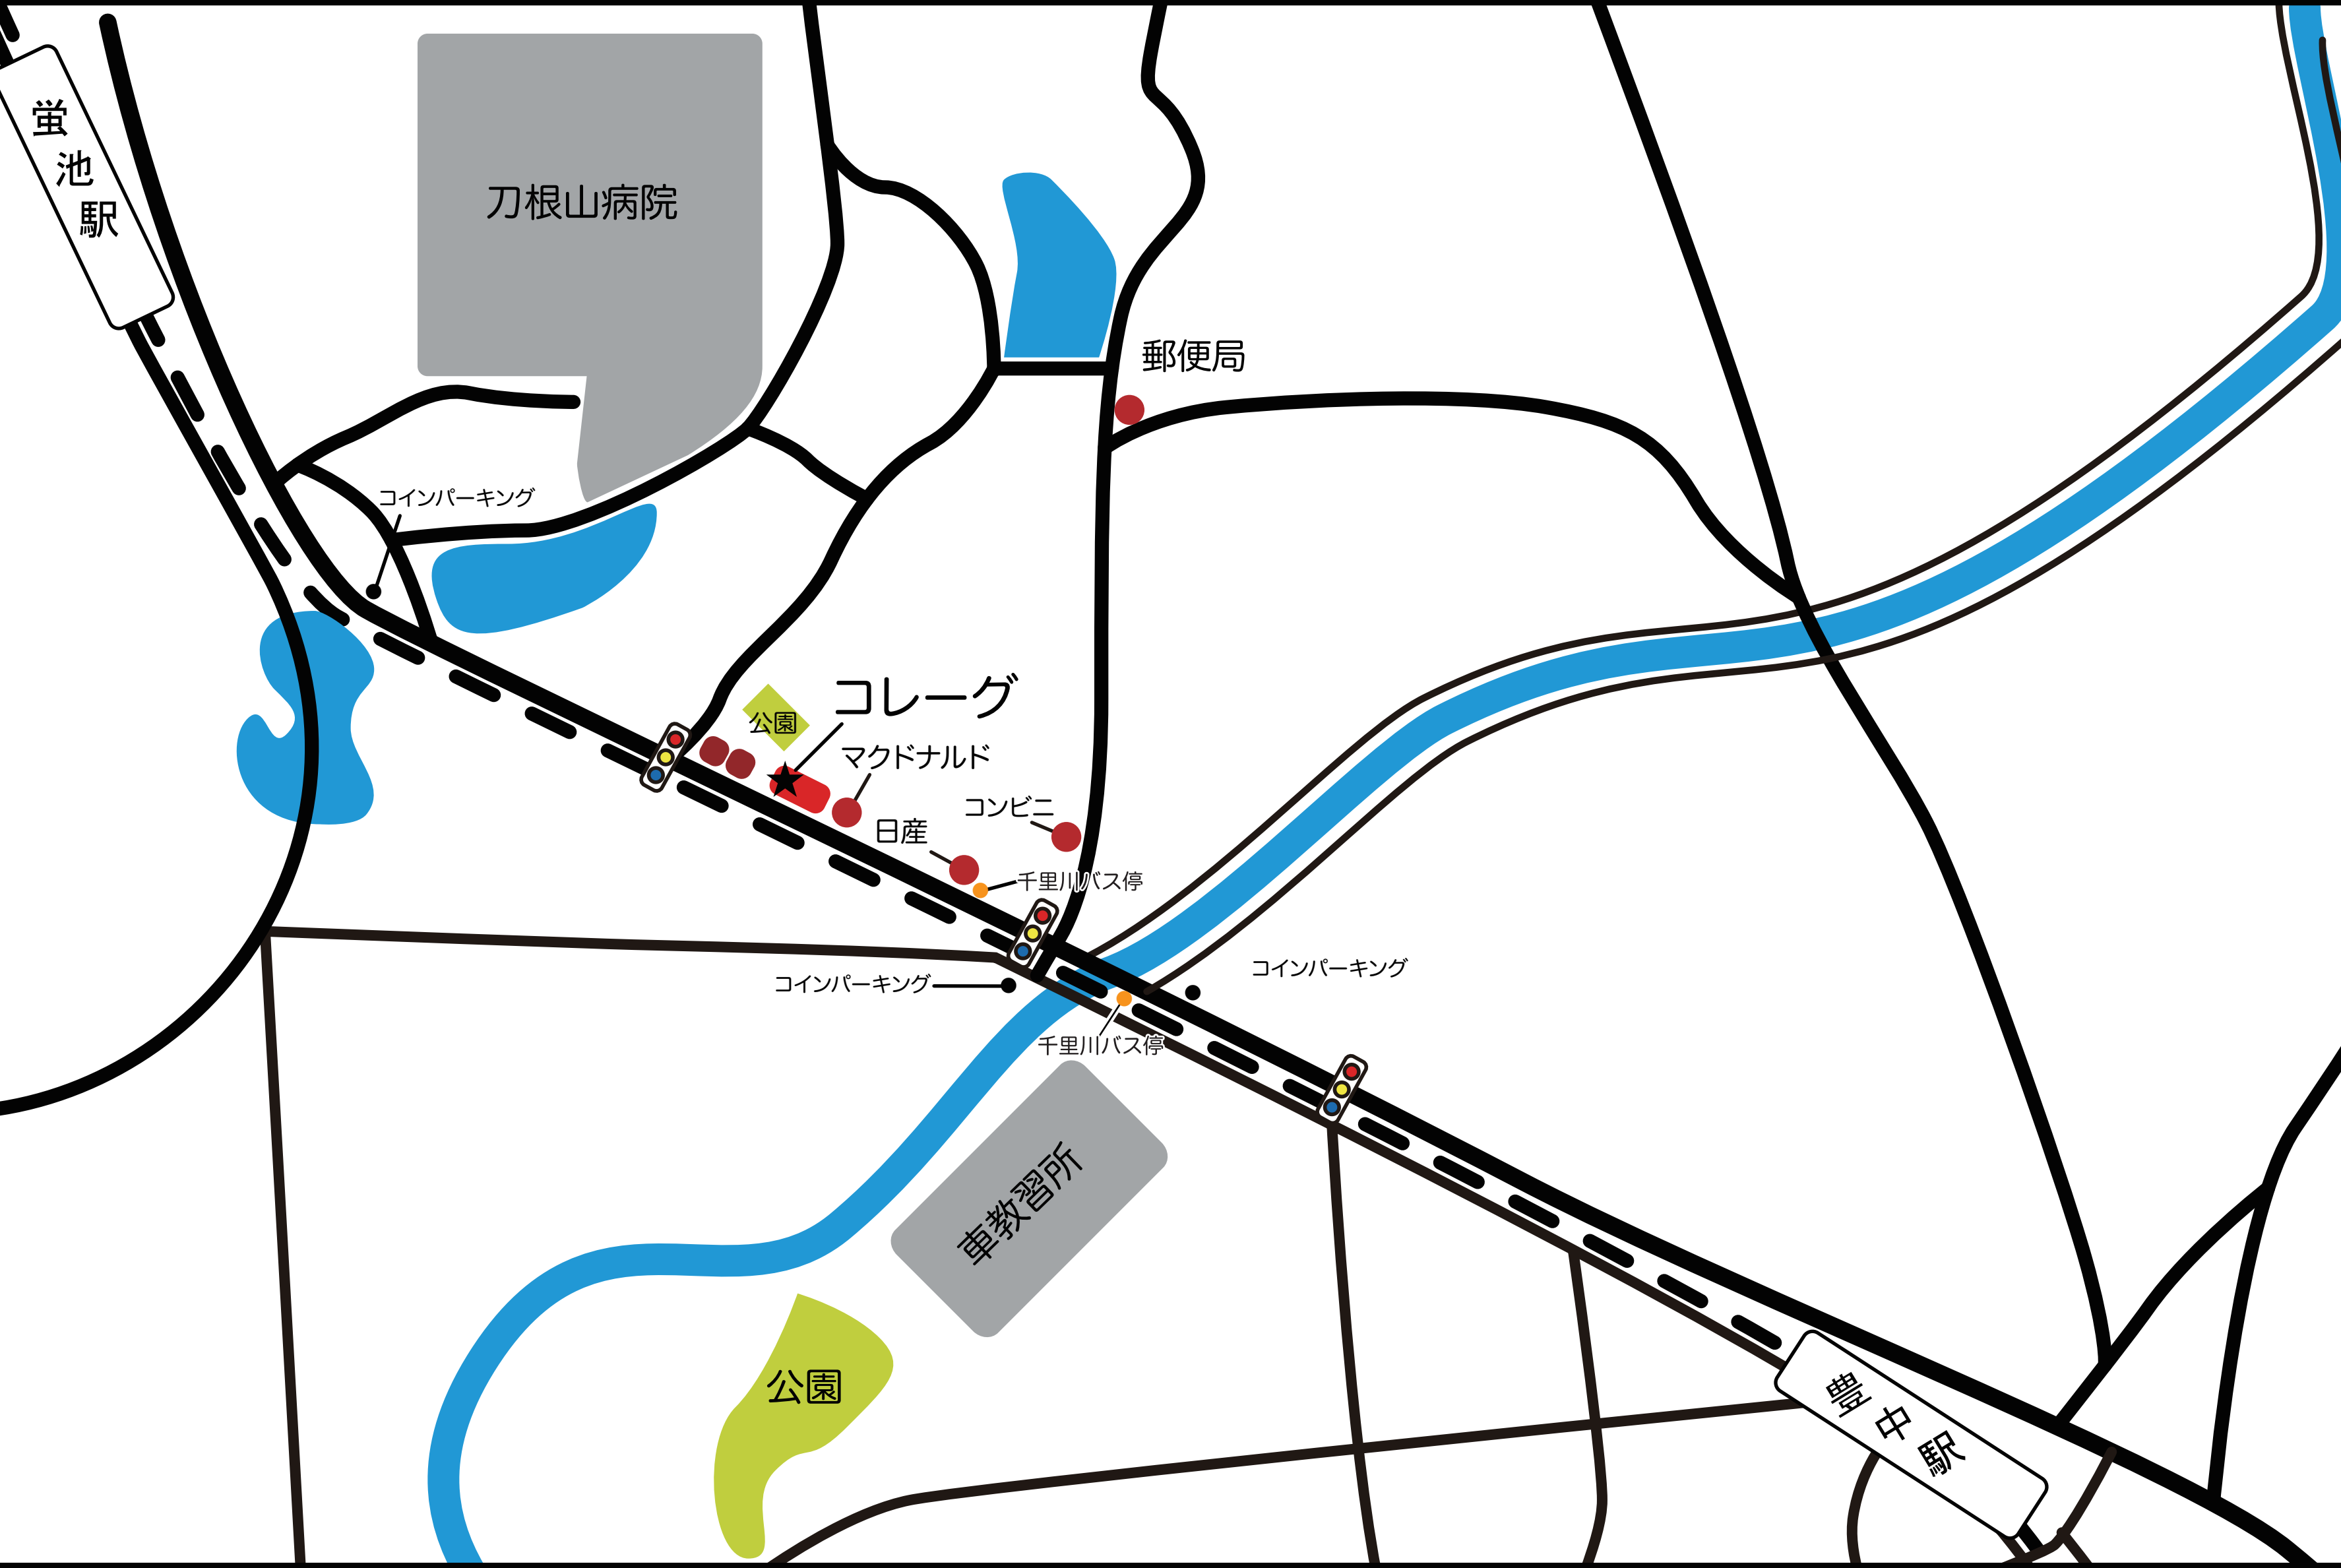 蛍池駅
刀根山病院
郵便局
コインパーキング
コレーグ
公園
マクドナルド
コンビニ
日産
千里川バス停
コインパーキング
コインパーキング
千里川バス停
車教習所
公園
豊中駅